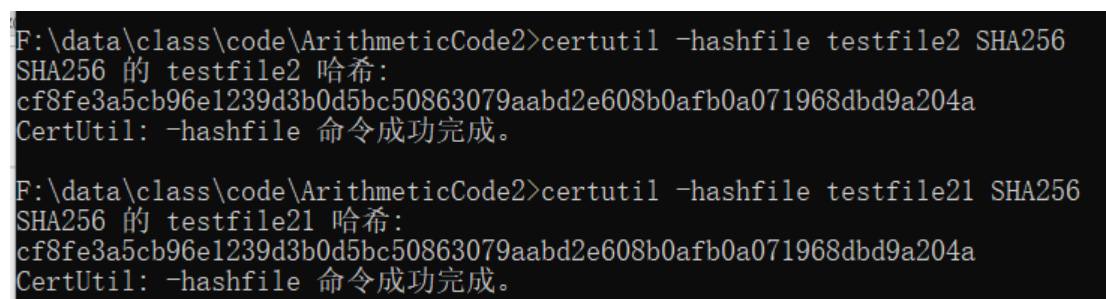 F:\data\class\code\ArithmeticCode2>certutil -hashfile testfile2 SHA256
SHA256 的 testfile2 哈希:
cf8fe3a5cb96e1239d3b0d5bc50863079aabd2e608b0afb0a071968dbd9a204a
CertUtil: -hashfile 命令成功完成。
F:\data\class\code\ArithmeticCode2>certutil -hashfile testfile21 SHA256
SHA256 的 testfile21 哈希:
cf8fe3a5cb96e1239d3b0d5bc50863079aabd2e608b0afb0a071968dbd9a204a
CertUtil: -hashfile 命令成功完成。